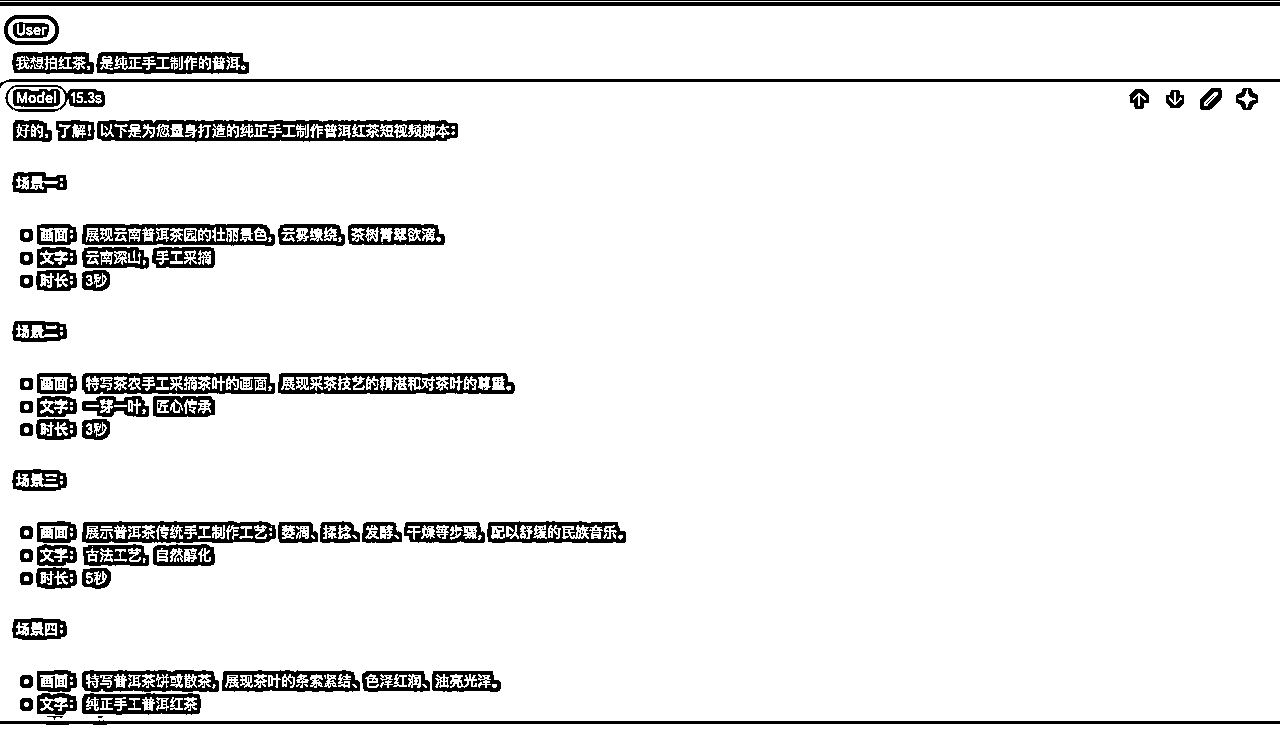 User
我想拍红茶，是纯正手工制作的普洱。
Model 15.3s
好的，了解！以下是为您量身打造的纯正手工制作普洱红茶短视频脚本：
场景一：
画面：展现云南普洱茶园的壮丽景色，云雾缭绕，茶树青翠欲滴。
文字：云南深山，手工采摘
时长：3秒
场景二：
画面：特写茶农手工采摘茶叶的画面，展现采茶技艺的精湛和对茶叶的尊重。
文字：一芽一叶，匠心传承
时长：3秒
场景三：
画面：展示普洱茶传统手工制作工艺：萎凋、揉捻、发酵、干燥等步骤，配以舒缓的民族音乐。
文字：古法工艺，自然醇化
时长：5秒
场景四：
画面：特写普洱茶饼或散茶，展现茶叶的条索紧结、色泽红润、油亮光泽。
文字：纯正手工普洱红茶